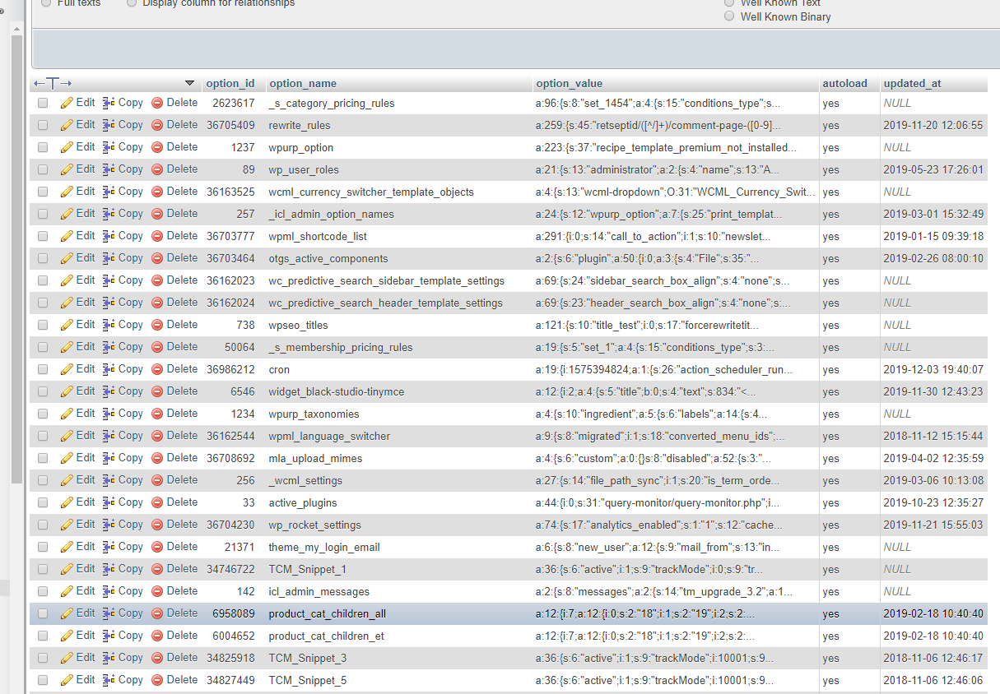 Full texts Display column for relationships Well Known Text
Well Known Binary
option_id option_name option_value autoload updated_at
Edit Copy Delete 2623617 _s_category_pricing_rules a:96:{s:8:"set_1454";a:4:{s:15:"conditions_type";s... yes NULL
Edit Copy Delete 36705409 rewrite_rules a:259:{s:45:"retseptid/([^/]+)/comment-page-([0-9]... yes 2019-11-20 12:06:55
Edit Copy Delete 1237 wpurp_option a:223:{s:37:"recipe_template_premium_not_installed... yes NULL
Edit Copy Delete 89 wp_user_roles a:21:{s:13:"administrator";a:2:{s:4:"name";s:13:"A... yes 2019-05-23 17:26:01
Edit Copy Delete 36163525 wcml_currency_switcher_template_objects a:4:{s:13:"wcml-dropdown";O:31:"WCML_Currency_Swit... yes NULL
Edit Copy Delete 257 _icl_admin_option_names a:24:{s:12:"wpurp_option";a:7:{s:25:"print_templat... yes 2019-03-01 15:32:49
Edit Copy Delete 36703777 wpml_shortcode_list a:291:{i:0;s:14:"call_to_action";i:1;s:10:"newslet... yes 2019-01-15 09:39:18
Edit Copy Delete 36703464 otgs_active_components a:2:{s:6:"plugin";a:50:{i:0;a:3:{s:4:"File";s:35:"... yes 2019-02-26 08:00:10
Edit Copy Delete 36162023 wc_predictive_search_sidebar_template_settings a:69:{s:24:"sidebar_search_box_align";s:4:"none";s... yes NULL
Edit Copy Delete 36162024 wc_predictive_search_header_template_settings a:69:{s:23:"header_search_box_align";s:4:"none";s:... yes NULL
Edit Copy Delete 738 wpseo_titles a:121:{s:10:"title_test";i:0;s:17:"forcerewritetit... yes NULL
Edit Copy Delete 50064 _s_membership_pricing_rules a:19:{s:5:"set_1";a:4:{s:15:"conditions_type";s:3:... yes NULL
Edit Copy Delete 36986212 cron a:19:{i:1575394824;a:1:{s:26:"action_scheduler_run... yes 2019-12-03 19:40:07
Edit Copy Delete 6546 widget_black-studio-tinymce a:12:{i:2;a:4:{s:5:"title";b:0;s:4:"text";s:834:"<... yes 2019-11-30 12:43:23
Edit Copy Delete 1234 wpurp_taxonomies a:4:{s:10:"ingredient";a:5:{s:6:"labels";a:14:{s:4... yes NULL
Edit Copy Delete 36162544 wpml_language_switcher a:9:{s:8:"migrated";i:1;s:18:"converted_menu_ids";... yes 2018-11-12 15:15:44
Edit Copy Delete 36708692 mla_upload_mimes a:4:{s:6:"custom";a:0:{}s:8:"disabled";a:52:{s:3:"... yes 2019-04-02 12:35:59
Edit Copy Delete 256 _wcml_settings a:27:{s:14:"file_path_sync";i:1;s:20:"is_term_orde... yes 2019-03-06 10:13:08
Edit Copy Delete 33 active_plugins a:44:{i:0;s:31:"query-monitor/query-monitor.php";i... yes 2019-10-23 12:35:27
Edit Copy Delete 36704230 wp_rocket_settings a:74:{s:17:"analytics_enabled";s:1:"1";s:12:"cache... yes 2019-11-21 15:55:03
Edit Copy Delete 21371 theme_my_login_email a:6:{s:8:"new_user";a:12:{s:9:"mail_from";s:13:"in... yes NULL
Edit Copy Delete 34746722 TCM_Snippet_1 a:36:{s:6:"active";i:1;s:9:"trackMode";i:0;s:9:"tr... yes NULL
Edit Copy Delete 142 icl_admin_messages a:2:{s:8:"messages";a:2:{s:14:"tm_upgrade_3.2";a:1... yes NULL
Edit Copy Delete 6958089 product_cat_children_all a:12:{i:7;a:12:{i:0;s:2:"18";i:1;s:2:"19";i:2;s:2:... yes 2019-02-18 10:40:40
Edit Copy Delete 6004652 product_cat_children_et a:12:{i:7;a:12:{i:0;s:2:"18";i:1;s:2:"19";i:2;s:2:... yes 2019-02-18 10:40:40
Edit Copy Delete 34825918 TCM_Snippet_3 a:36:{s:6:"active";i:1;s:9:"trackMode";i:10001;s:9... yes 2018-11-06 12:46:17
Edit Copy Delete 34827449 TCM_Snippet_5 a:36:{s:6:"active";i:1;s:9:"trackMode";i:10001;s:9... yes 2018-11-06 12:46:06